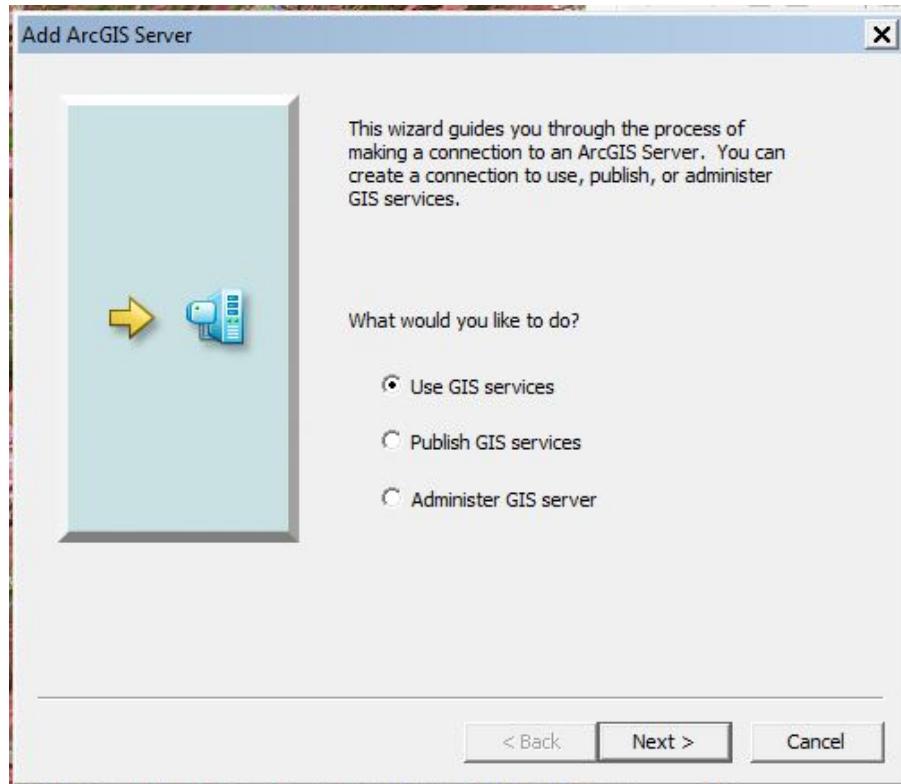 Add ArcGIS Server
This wizard guides you through the process of
making a connection to an ArcGIS Server. You can
create a connection to use, publish, or administer
GIS services.
What would you like to do?
Use GIS services
Publish GIS services
Administer GIS server
< Back
Next >
Cancel